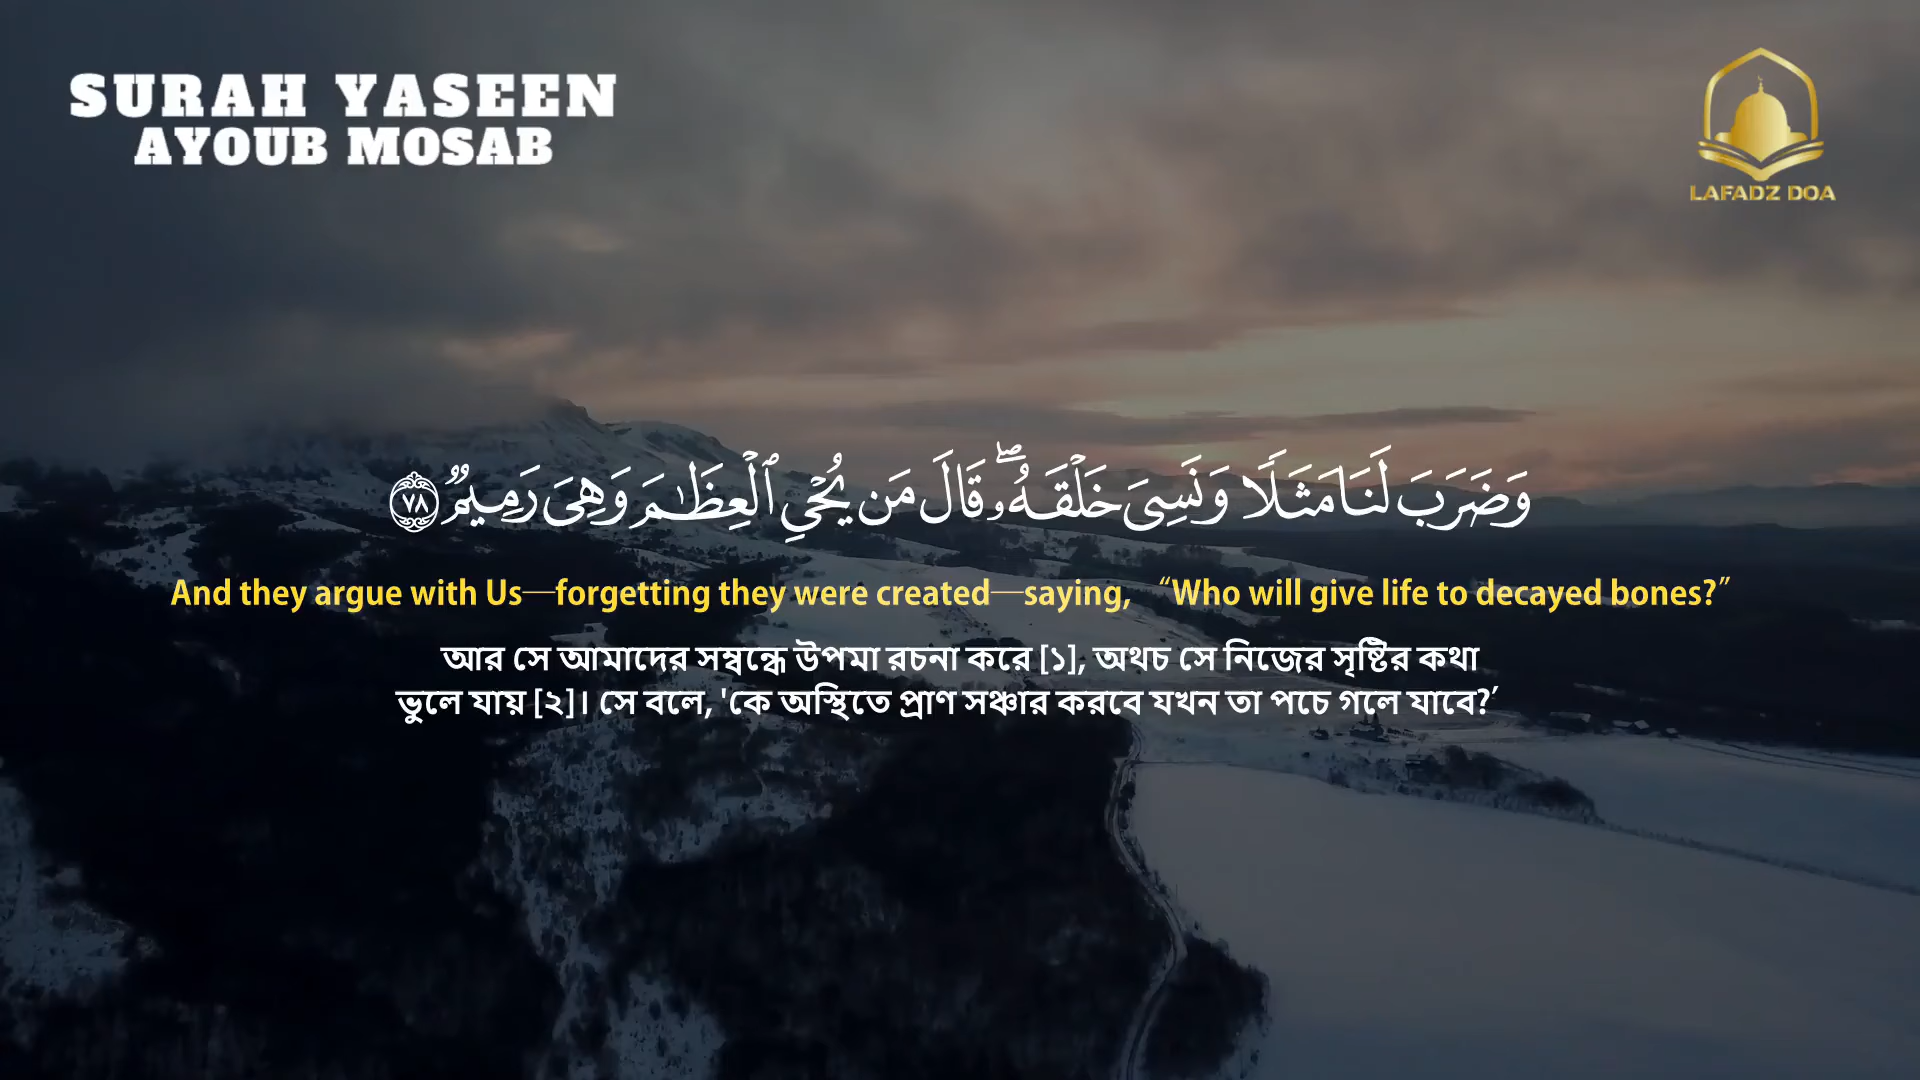 SURAH YASEEN
AYOUB MOSAB
LAFADZ DOA
وَضَرَبَ لَنَا مَثَلًا وَنَسِىَ خَلْقَهُۥ ۖ قَالَ مَن يُحْىِ ٱلْعِظَـٰمَ وَهِىَ رَمِيمٌ ٧٨
And they argue with Us—forgetting they were created—saying, “Who will give life to decayed bones?”
আর সে আমাদের সম্বন্ধে উপমা রচনা করে [১], অথচ সে নিজের সৃষ্টির কথা
ভুলে যায় [২]। সে বলে, 'কে অস্থিতে প্রাণ সঞ্চার করবে যখন তা পচে গলে যাবে?’